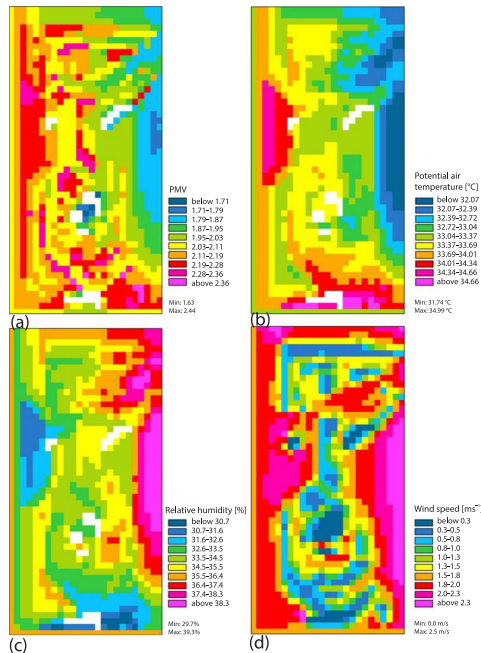 PMV
below 1.71
1.71–1.79
1.79–1.87
1.87–1.95
1.95–2.03
2.03–2.11
2.11–2.19
2.19–2.28
2.28–2.36
above 2.36
Min: 1.63
Max: 2.44
(a)
Potential air
temperature [°C]
below 32.07
32.07–32.39
32.39–32.72
32.72–33.04
33.04–33.37
33.37–33.69
33.69–34.01
34.01–34.34
34.34–34.66
above 34.66
Min: 31.74 °C
Max: 34.99 °C
(b)
Relative humidity [%]
below 30.7
30.7–31.6
31.6–32.6
32.6–33.5
33.5–34.5
34.5–35.5
35.5–36.4
36.4–37.4
37.4–38.3
above 38.3
Min: 29.7%
Max: 39.3%
(c)
Wind speed [ms⁻]
below 0.3
0.3–0.5
0.5–0.8
0.8–1.0
1.0–1.3
1.3–1.5
1.5–1.8
1.8–2.0
2.0–2.3
above 2.3
Min: 0.0 m/s
Max: 2.5 m/s
(d)